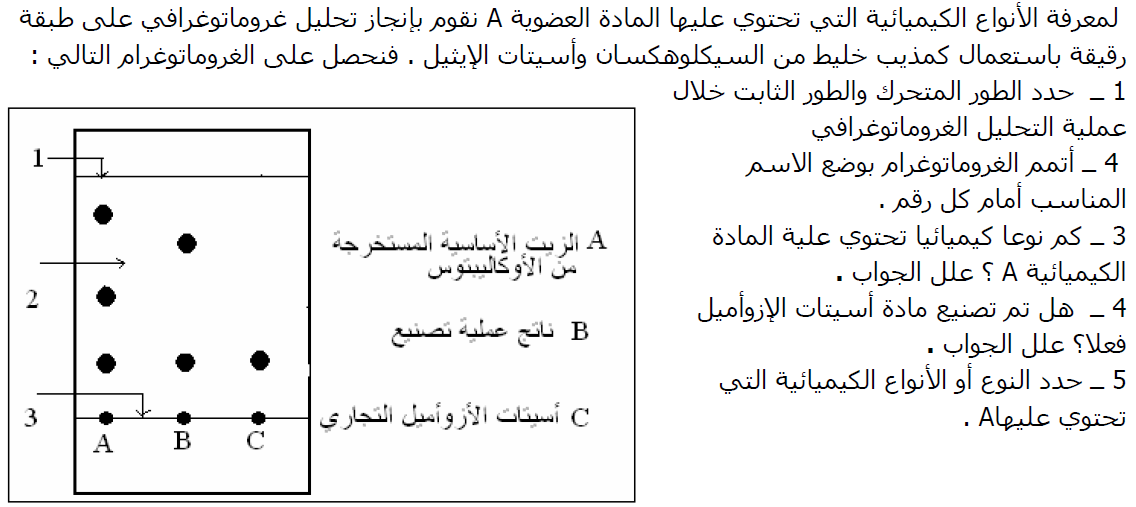 لمعرفة الأنواع الكيميائية التي تحتوي عليها المادة العضوية A نقوم بإنجاز تحليل غروماتوغرافي على طبقة
رقيقة باستعمال كمذيب خليط من السيكلوهكسان وأسيتات الإيثيل . فنحصل على الغروماتوغرام التالي :
1 – حدد الطور المتحرك والطور الثابت خلال
عملية التحليل الغروماتوغرافي
4 – أتمم الغروماتوغرام بوضع الاسم
المناسب أمام كل رقم .
3 – كم نوعا كيميائيا تحتوي علية المادة
الكيميائية A ؟ علل الجواب .
4 – هل تم تصنيع مادة أسيتات الإزوأميل
فعلا؟ علل الجواب .
5 – حدد النوع أو الأنواع الكيميائية التي
تحتوي عليهاA .
1
2
3
A B C
A الزيت الأساسية المستخرجة
من الأوكاليبتوس
B ناتج عملية تصنيع
C أسيتات الأزوأميل التجاري